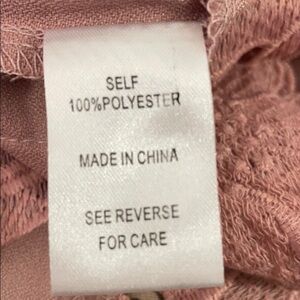 SELF
100%POLYESTER
MADE IN CHINA
SEE REVERSE
FOR CARE